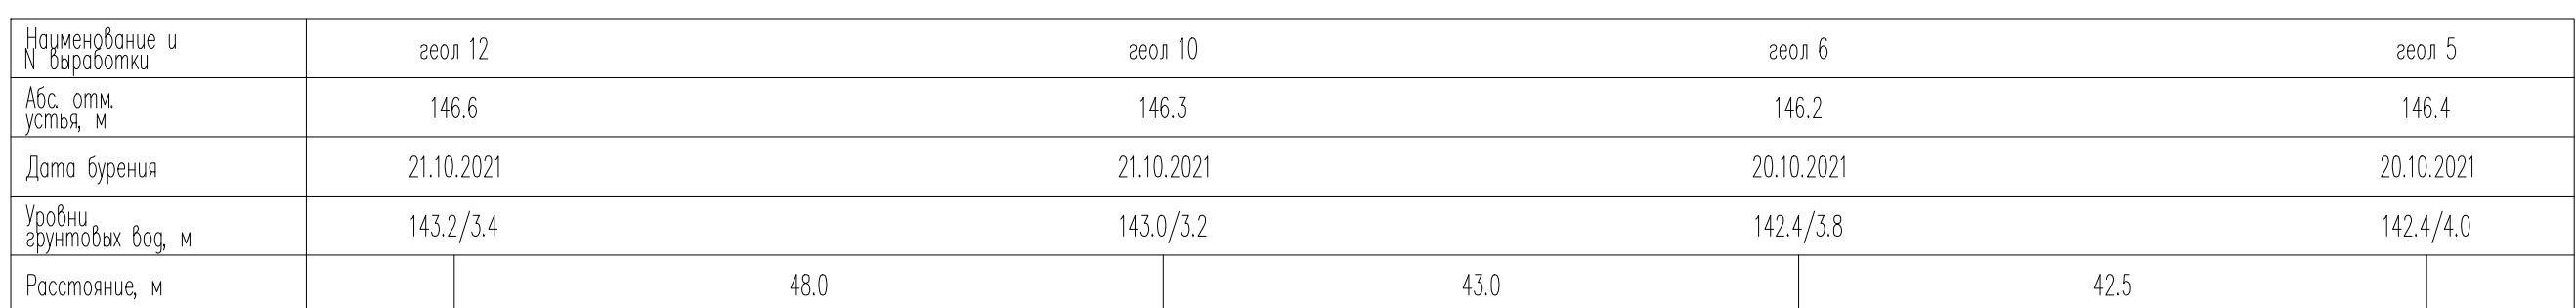 Наименование и
N выработки
геол 12
геол 10
геол 6
геол 5
Абс. отм.
устья, м
146.6
146.3
146.2
146.4
Дата бурения
21.10.2021
21.10.2021
20.10.2021
20.10.2021
Уровни
грунтовых вод, м
143.2/3.4
143.0/3.2
142.4/3.8
142.4/4.0
Расстояние, м
48.0
43.0
42.5